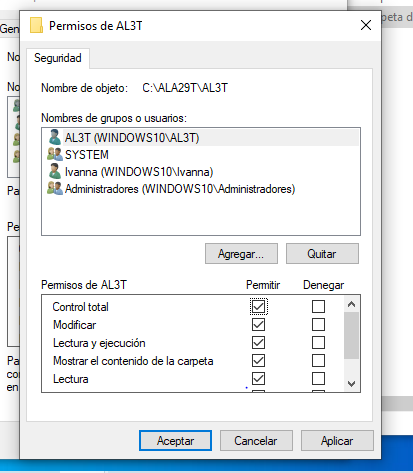 Permisos de AL3T
Gen
peta d
Seguridad
No
Nombre de objeto: C:\ALA29T\AL3T
No
Nombres de grupos o usuarios:
AL3T (WINDOWS10\AL3T)
SYSTEM
Ivanna (WINDOWS10\Ivanna)
Administradores (WINDOWS10\Administradores)
Pa
Agregar...
Quitar
Pe
Permisos de AL3T
Permitir
Denegar
Control total
Modificar
Lectura y ejecución
Mostrar el contenido de la carpeta
Lectura
Pa
co
en
Aceptar
Cancelar
Aplicar